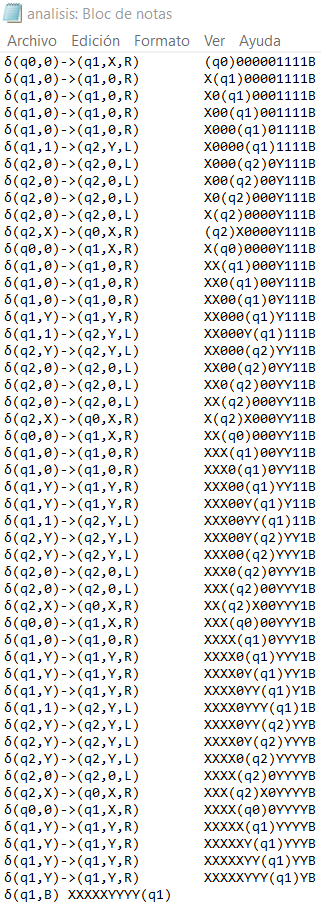 analisis: Bloc de notas
Archivo Edición Formato Ver Ayuda
δ(q0,0)->(q1,X,R) (q0)000001111B
δ(q1,0)->(q1,0,R) X(q1)00001111B
δ(q1,0)->(q1,0,R) X0(q1)0001111B
δ(q1,0)->(q1,0,R) X00(q1)001111B
δ(q1,0)->(q1,0,R) X000(q1)01111B
δ(q1,1)->(q2,Y,L) X0000(q1)1111B
δ(q2,0)->(q2,0,L) X000(q2)0Y111B
δ(q2,0)->(q2,0,L) X00(q2)00Y111B
δ(q2,0)->(q2,0,L) X0(q2)000Y111B
δ(q2,0)->(q2,0,L) X(q2)0000Y111B
δ(q2,X)->(q0,X,R) (q2)X0000Y111B
δ(q0,0)->(q1,X,R) X(q0)0000Y111B
δ(q1,0)->(q1,0,R) XX(q1)000Y111B
δ(q1,0)->(q1,0,R) XX0(q1)00Y111B
δ(q1,0)->(q1,0,R) XX00(q1)0Y111B
δ(q1,Y)->(q1,Y,R) XX000(q1)Y111B
δ(q1,1)->(q2,Y,L) XX000Y(q1)111B
δ(q2,Y)->(q2,Y,L) XX000(q2)YY11B
δ(q2,0)->(q2,0,L) XX00(q2)0YY11B
δ(q2,0)->(q2,0,L) XX0(q2)00YY11B
δ(q2,0)->(q2,0,L) XX(q2)000YY11B
δ(q2,X)->(q0,X,R) X(q2)X000YY11B
δ(q0,0)->(q1,X,R) XX(q0)000YY11B
δ(q1,0)->(q1,0,R) XXX(q1)00YY11B
δ(q1,0)->(q1,0,R) XXX0(q1)0YY11B
δ(q1,Y)->(q1,Y,R) XXX00(q1)YY11B
δ(q1,Y)->(q1,Y,R) XXX00Y(q1)Y11B
δ(q1,1)->(q2,Y,L) XXX00YY(q1)11B
δ(q2,Y)->(q2,Y,L) XXX00Y(q2)YY1B
δ(q2,Y)->(q2,Y,L) XXX00(q2)YYY1B
δ(q2,0)->(q2,0,L) XXX0(q2)0YYY1B
δ(q2,0)->(q2,0,L) XXX(q2)00YYY1B
δ(q2,X)->(q0,X,R) XX(q2)X00YYY1B
δ(q0,0)->(q1,X,R) XXX(q0)00YYY1B
δ(q1,0)->(q1,0,R) XXXX(q1)0YYY1B
δ(q1,Y)->(q1,Y,R) XXXX0(q1)YYY1B
δ(q1,Y)->(q1,Y,R) XXXX0Y(q1)YY1B
δ(q1,Y)->(q1,Y,R) XXXX0YY(q1)Y1B
δ(q1,1)->(q2,Y,L) XXXX0YYY(q1)1B
δ(q2,Y)->(q2,Y,L) XXXX0YY(q2)YYB
δ(q2,Y)->(q2,Y,L) XXXX0Y(q2)YYYB
δ(q2,Y)->(q2,Y,L) XXXX0(q2)YYYYB
δ(q2,0)->(q2,0,L) XXXX(q2)0YYYYB
δ(q2,X)->(q0,X,R) XXX(q2)X0YYYYB
δ(q0,0)->(q1,X,R) XXXX(q0)0YYYYB
δ(q1,Y)->(q1,Y,R) XXXXX(q1)YYYYB
δ(q1,Y)->(q1,Y,R) XXXXXY(q1)YYYB
δ(q1,Y)->(q1,Y,R) XXXXXYY(q1)YYB
δ(q1,Y)->(q1,Y,R) XXXXXYYY(q1)YB
δ(q1,B) XXXXXYYYY(q1)